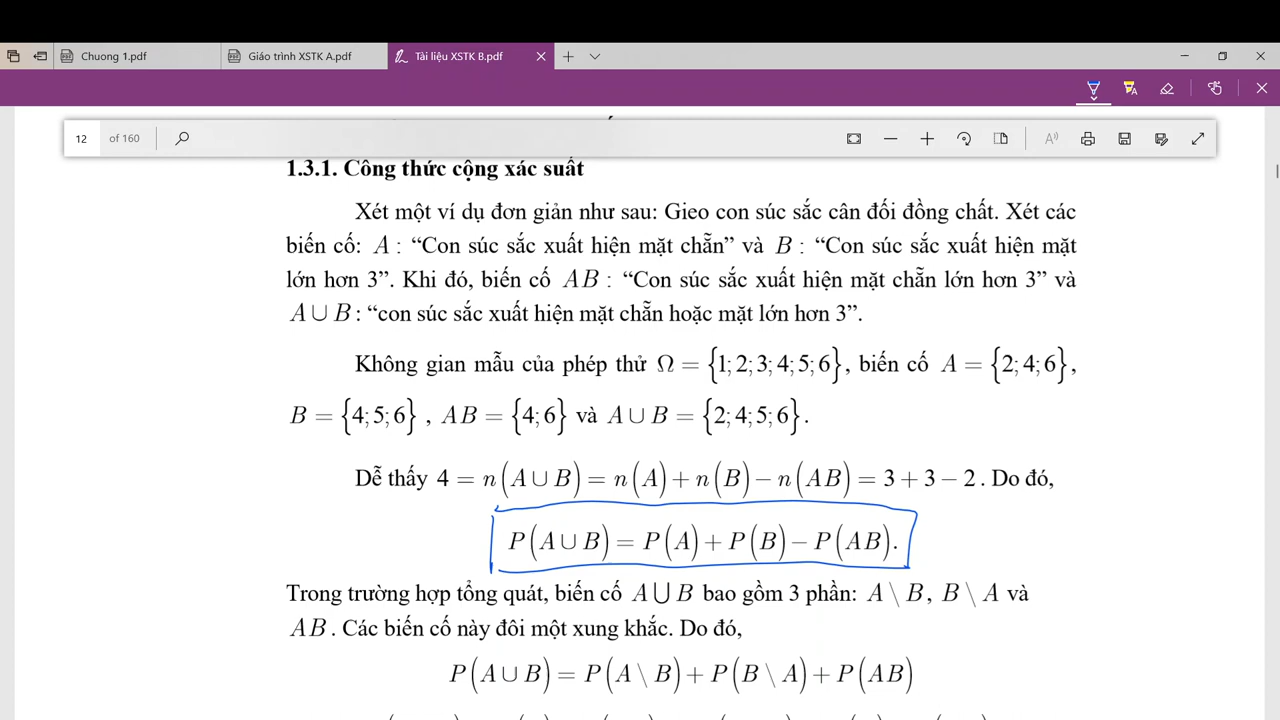 Chuong 1.pdf
Giáo trình XSTK A.pdf
Tài liệu XSTK B.pdf
12 of 160
1.3.1. Công thức cộng xác suất
Xét một ví dụ đơn giản như sau: Gieo con súc sắc cân đối đồng chất. Xét các
biến cố: A : “Con súc sắc xuất hiện mặt chẵn” và B : “Con súc sắc xuất hiện mặt
lớn hơn 3”. Khi đó, biến cố AB : “Con súc sắc xuất hiện mặt chẵn lớn hơn 3” và
A ∪ B : “con súc sắc xuất hiện mặt chẵn hoặc mặt lớn hơn 3”.
Không gian mẫu của phép thử Ω = {1; 2; 3; 4; 5; 6}, biến cố A = {2; 4; 6},
B = {4; 5; 6} , AB = {4; 6} và A ∪ B = {2; 4; 5; 6}.
Dễ thấy 4 = n(A ∪ B) = n(A) + n(B) − n(AB) = 3 + 3 − 2 . Do đó,
P(A ∪ B) = P(A) + P(B) − P(AB).
Trong trường hợp tổng quát, biến cố A ⋃ B bao gồm 3 phần: A \ B, B \ A và
AB . Các biến cố này đôi một xung khắc. Do đó,
P(A ∪ B) = P(A \ B) + P(B \ A) + P(AB)